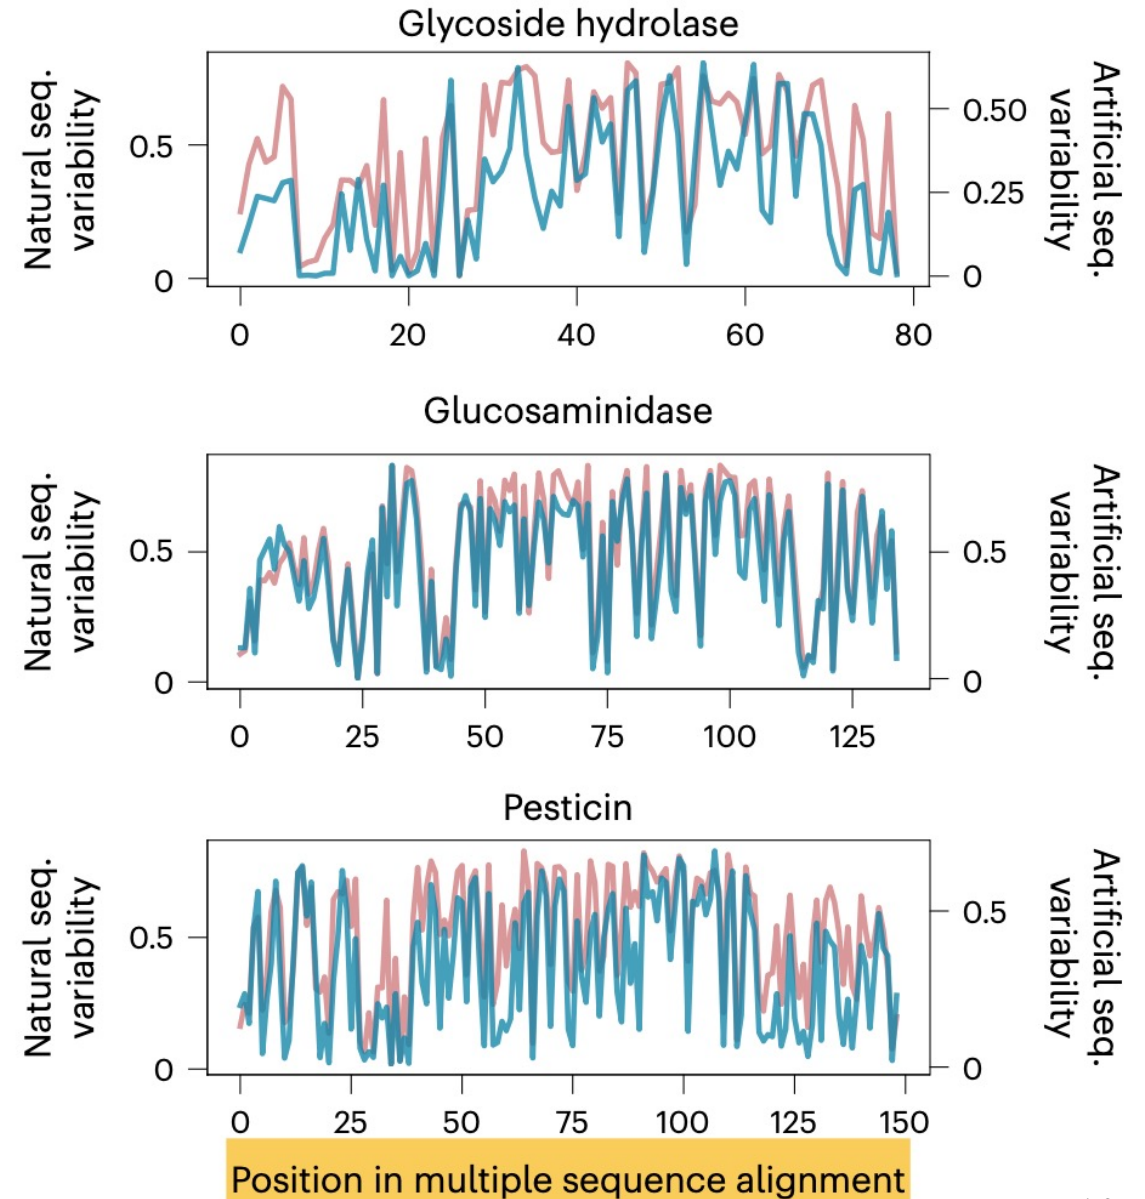 Glycoside hydrolase
Natural seq.
variability
0.5
0
0.50
0.25
0
Artificial seq.
variability
0 20 40 60 80
Glucosaminidase
Natural seq.
variability
0.5
0
0.5
0
Artificial seq.
variability
0 25 50 75 100 125
Pesticin
Natural seq.
variability
0.5
0
0.5
0
Artificial seq.
variability
0 25 50 75 100 125 150
Position in multiple sequence alignment